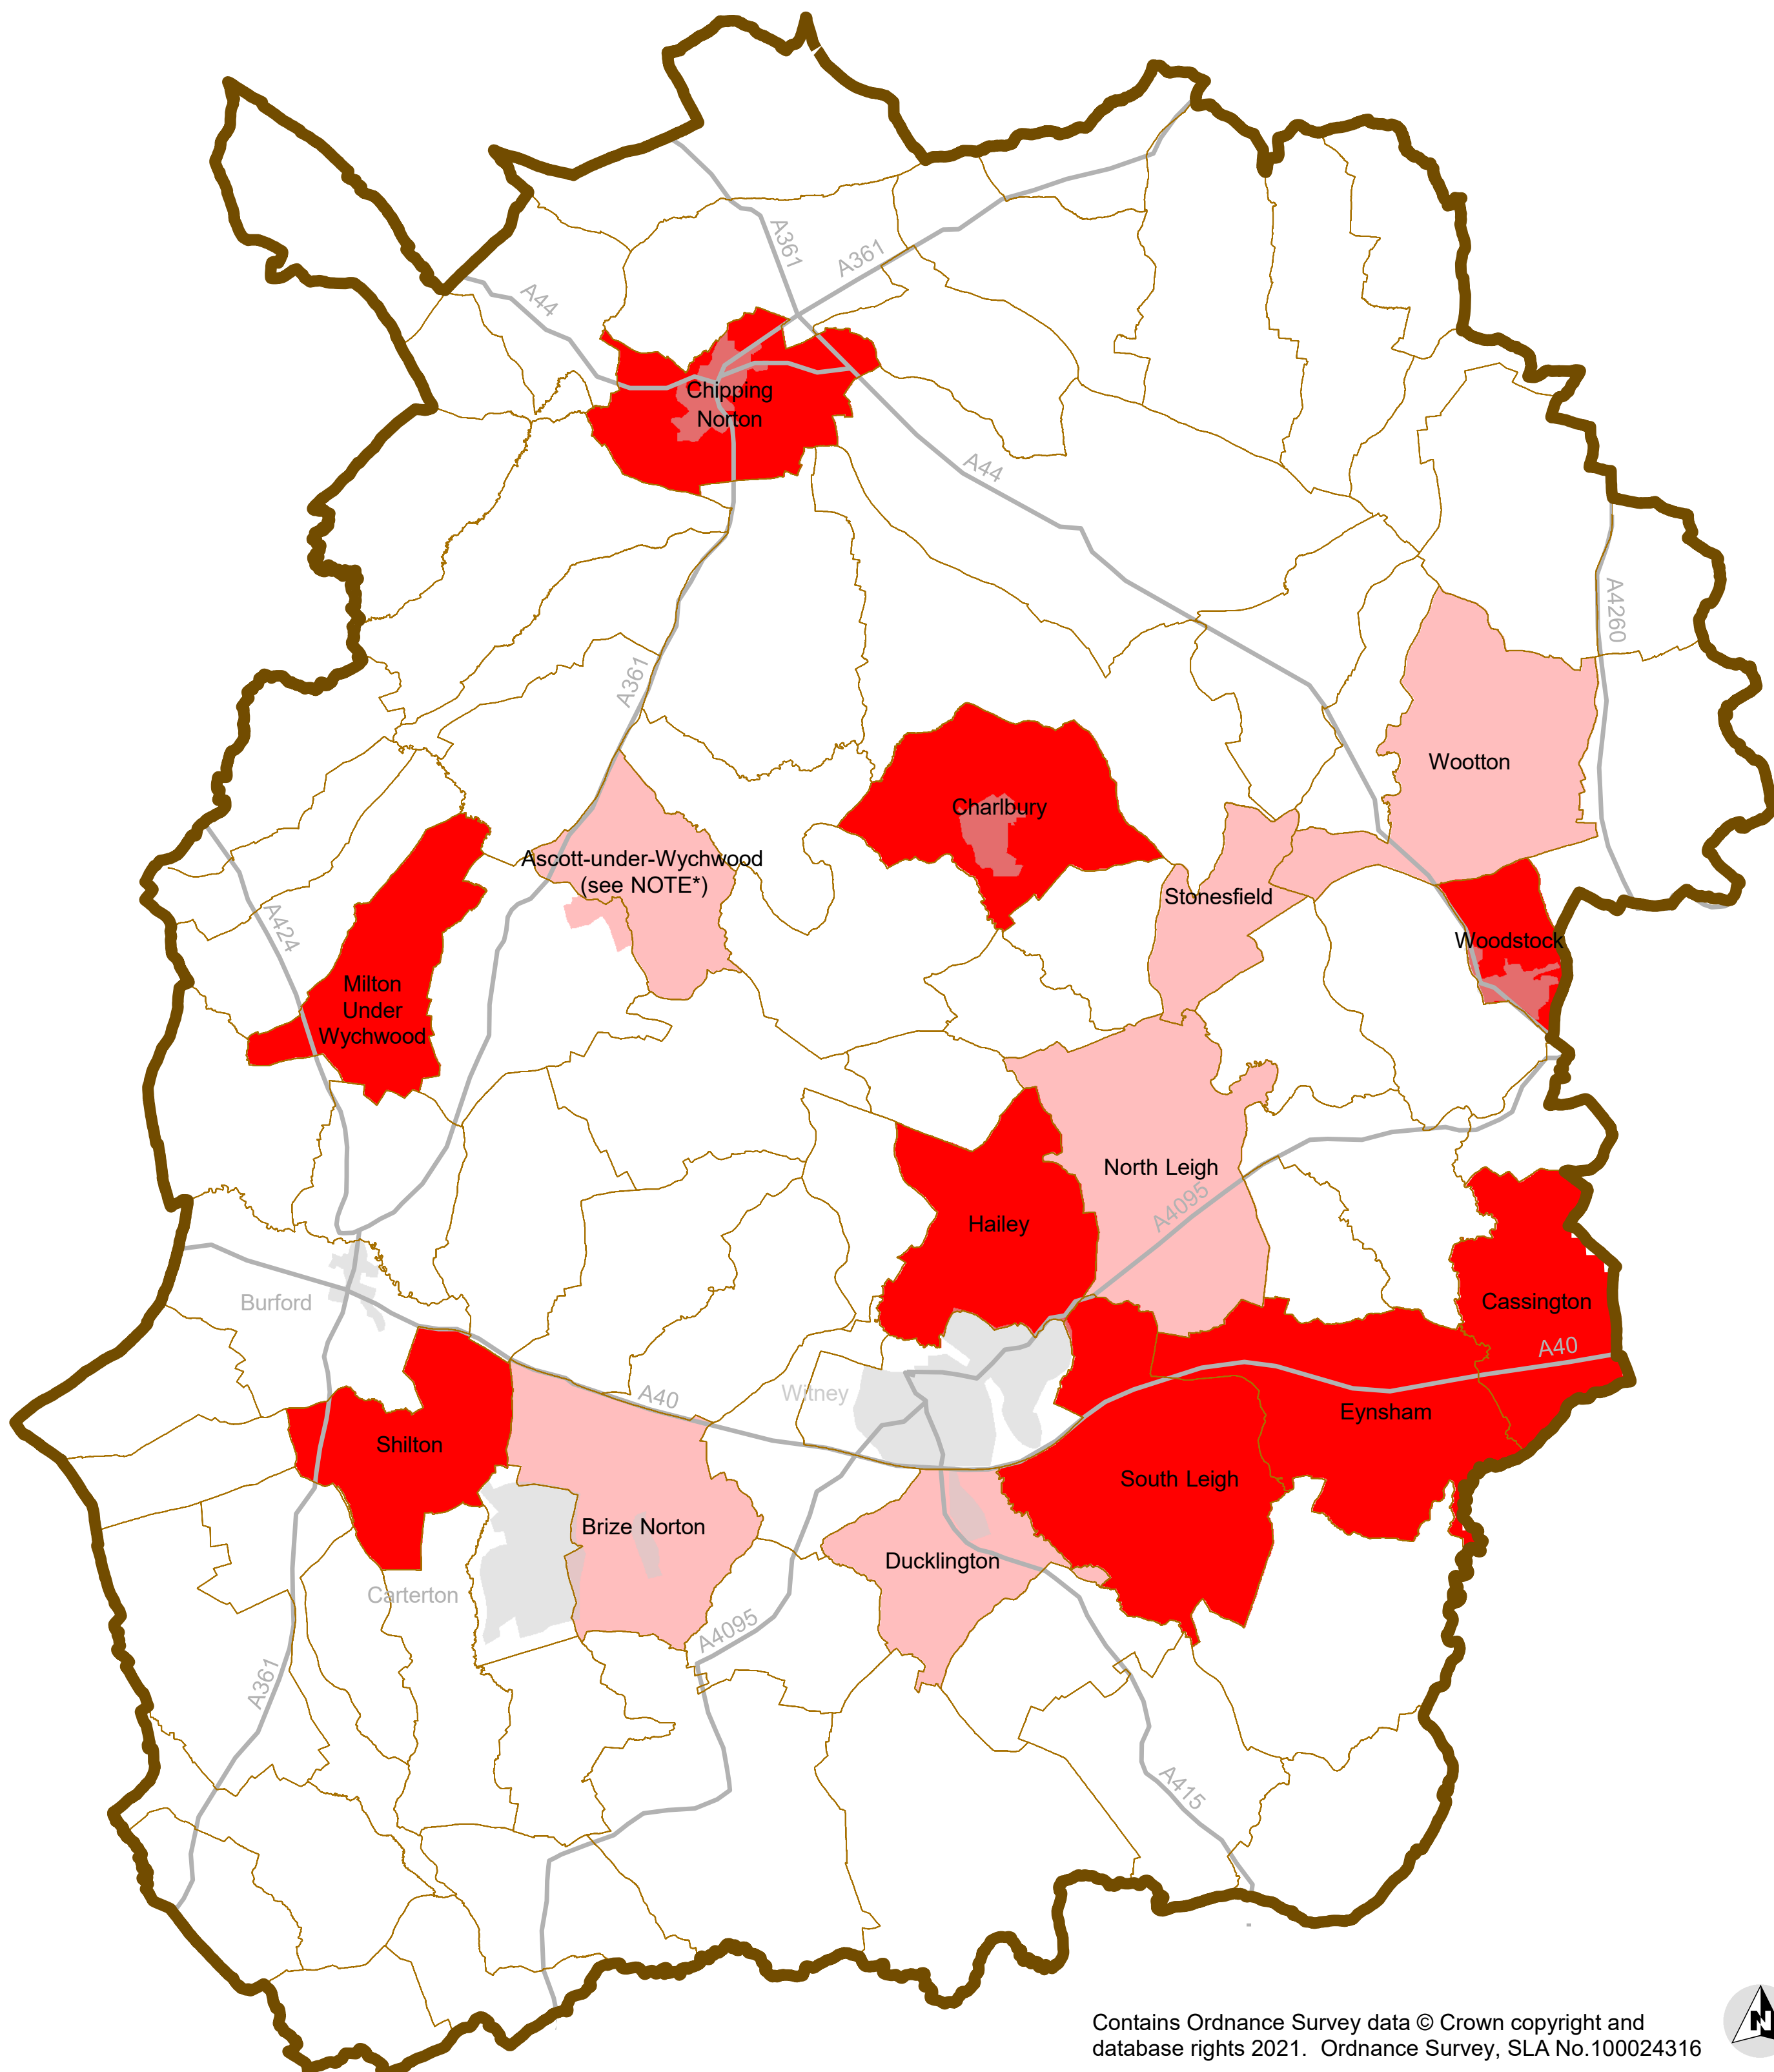 A361
A361
A44
Chipping
Norton
A44
A4260
A361
Wootton
Charlbury
Ascott-under-Wychwood
(see NOTE*)
Stonesfield
A424
Woodstock
Milton
Under
Wychwood
North Leigh
A4095
Hailey
Burford
Cassington
A40
A40
Witney
Eynsham
Shilton
South Leigh
Brize Norton
Ducklington
Carterton
A4095
A361
A415
Contains Ordnance Survey data © Crown copyright and
database rights 2021. Ordnance Survey, SLA No.100024316
N